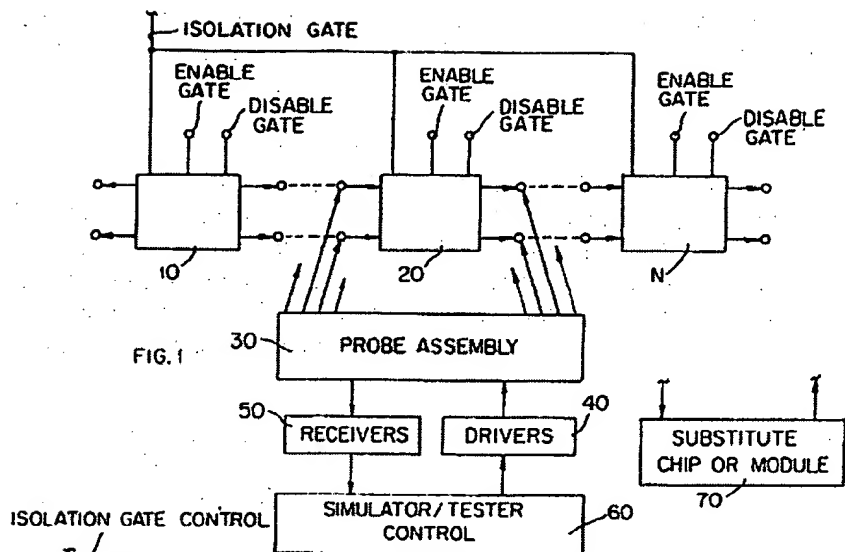 ISOLATION GATE
ENABLE GATE
DISABLE GATE
ENABLE GATE
DISABLE GATE
ENABLE GATE
DISABLE GATE
10
20
N
30
PROBE ASSEMBLY
FIG. 1
50
RECEIVERS
DRIVERS
40
SUBSTITUTE
CHIP OR MODULE
70
ISOLATION GATE CONTROL
SIMULATOR/TESTER
CONTROL
60